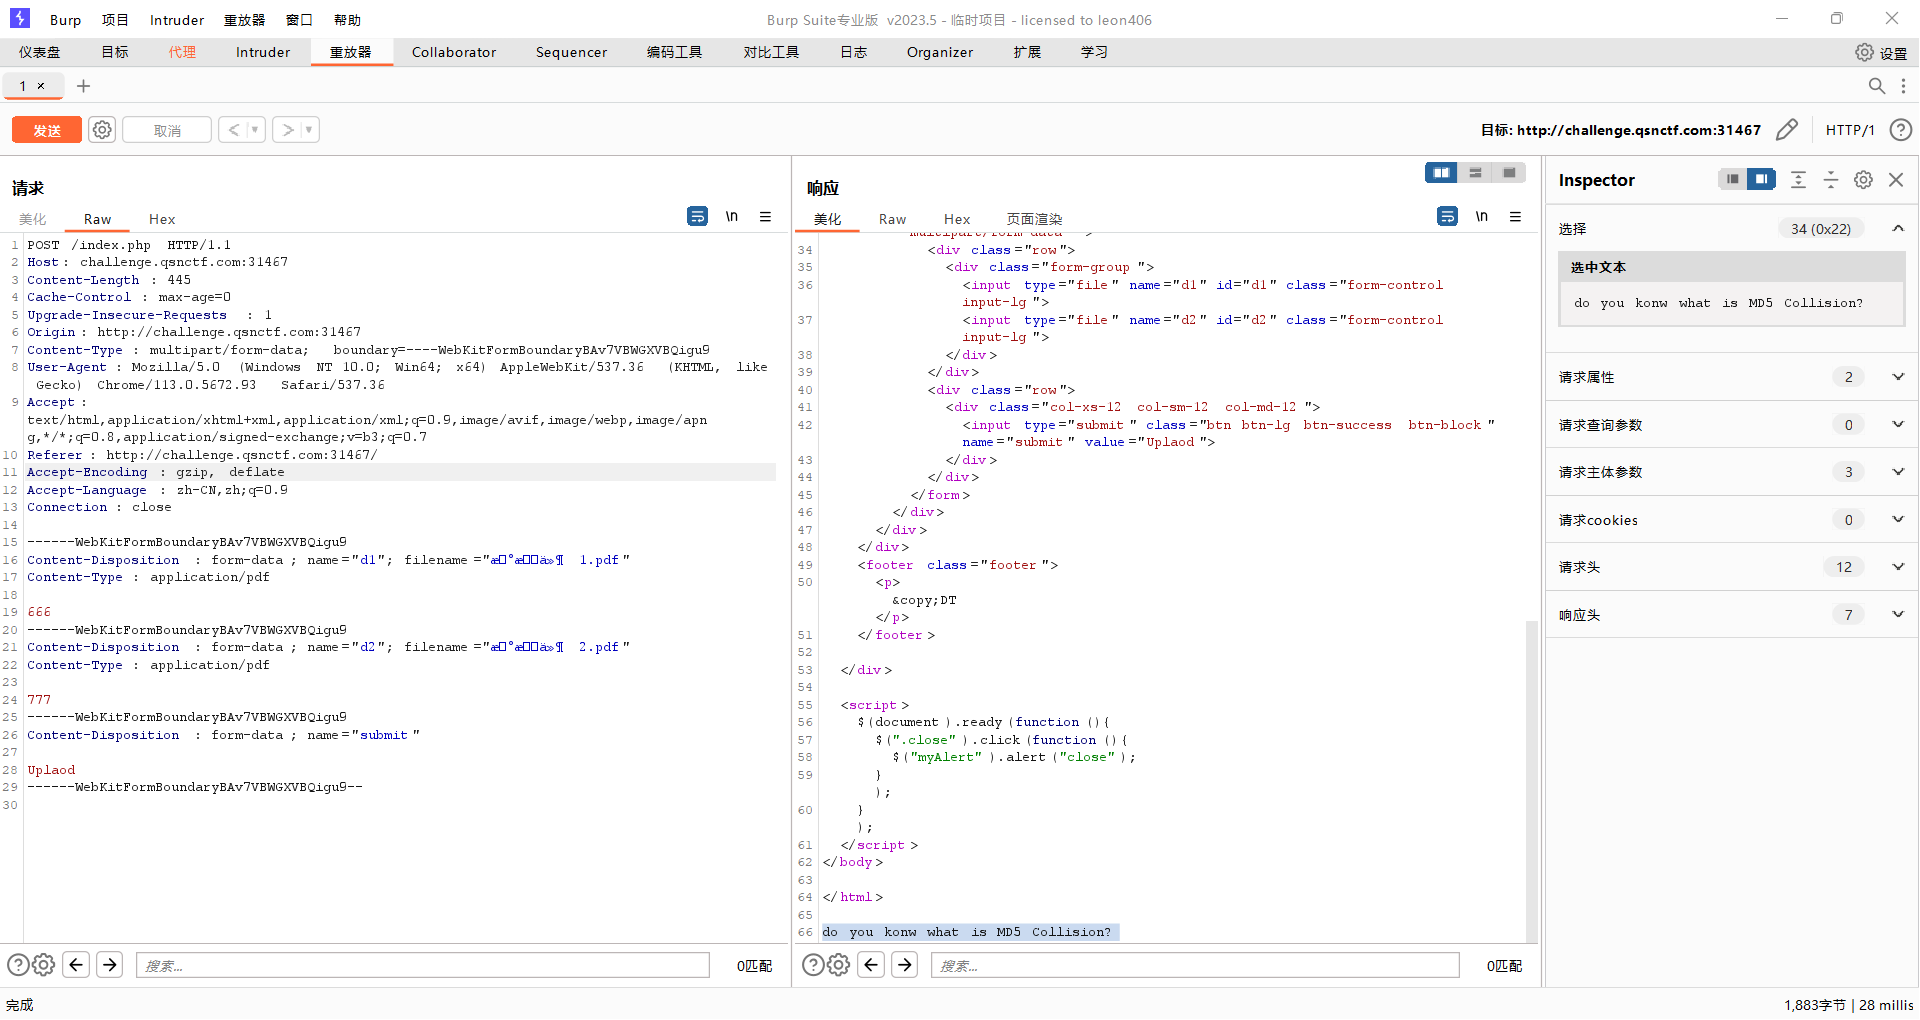 Burp 项目 Intruder 重放器 窗口 帮助
Burp Suite专业版 v2023.5 - 临时项目 - licensed to leon406
仪表盘 目标 代理 Intruder 重放器 Collaborator Sequencer 编码工具 对比工具 日志 Organizer 扩展 学习 设置
1 ×
发送 取消 < > 目标: http://challenge.qsnctf.com:31467 HTTP/1
请求
美化 Raw Hex \n
1 POST /index.php HTTP/1.1
2 Host: challenge.qsnctf.com:31467
3 Content-Length : 445
4 Cache-Control : max-age=0
5 Upgrade-Insecure-Requests : 1
6 Origin: http://challenge.qsnctf.com:31467
7 Content-Type : multipart/form-data; boundary=----WebKitFormBoundaryBAv7VBWGXVBQigu9
8 User-Agent : Mozilla/5.0 (Windows NT 10.0; Win64; x64) AppleWebKit/537.36 (KHTML, like
Gecko) Chrome/113.0.5672.93 Safari/537.36
9 Accept :
text/html,application/xhtml+xml,application/xml;q=0.9,image/avif,image/webp,image/apn
g,*/*;q=0.8,application/signed-exchange;v=b3;q=0.7
10 Referer : http://challenge.qsnctf.com:31467/
11 Accept-Encoding : gzip, deflate
12 Accept-Language : zh-CN,zh;q=0.9
13 Connection : close
14
15 ------WebKitFormBoundaryBAv7VBWGXVBQigu9
16 Content-Disposition : form-data ; name="d1"; filename ="æ□°æ□□ä»¶ 1.pdf "
17 Content-Type : application/pdf
18
19 666
20 ------WebKitFormBoundaryBAv7VBWGXVBQigu9
21 Content-Disposition : form-data ; name="d2"; filename ="æ□°æ□□ä»¶ 2.pdf "
22 Content-Type : application/pdf
23
24 777
25 ------WebKitFormBoundaryBAv7VBWGXVBQigu9
26 Content-Disposition : form-data ; name="submit "
27
28 Uplaod
29 ------WebKitFormBoundaryBAv7VBWGXVBQigu9--
30
搜索... 0匹配
响应
美化 Raw Hex 页面渲染 \n
34 <div class="row">
35 <div class="form-group ">
36 <input type="file " name="d1" id="d1" class="form-control
input-lg ">
37 <input type="file " name="d2" id="d2" class="form-control
input-lg ">
38 </div>
39 </div>
40 <div class="row">
41 <div class="col-xs-12 col-sm-12 col-md-12 ">
42 <input type="submit " class="btn btn-lg btn-success btn-block "
name="submit " value="Uplaod ">
43 </div>
44 </div>
45 </form>
46 </div>
47 </div>
48 </div>
49 <footer class="footer ">
50 <p>
&copy;DT
</p>
51 </footer>
52
53 </div>
54
55 <script>
56 $(document ).ready (function (){
57 $(".close" ).click (function (){
58 $("myAlert" ).alert ("close" );
59 }
);
60 }
);
61 </script>
62 </body>
63
64 </html>
65
66 do you konw what is MD5 Collision?
搜索... 0匹配
Inspector
选择 34 (0x22)
选中文本
do you konw what is MD5 Collision?
请求属性 2
请求查询参数 0
请求主体参数 3
请求cookies 0
请求头 12
响应头 7
完成 1,883字节 | 28 millis